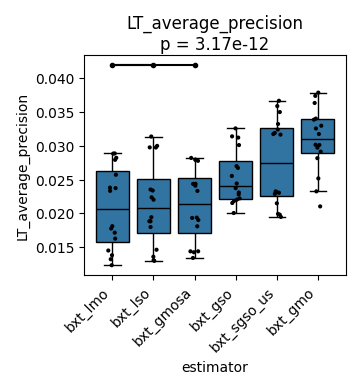 LT_average_precision
p = 3.17e-12
LT_average_precision
0.040
0.035
0.030
0.025
0.020
0.015
bxt_lmo
bxt_lso
bxt_gmosa
bxt_gso
bxt_sgso_us
bxt_gmo
estimator